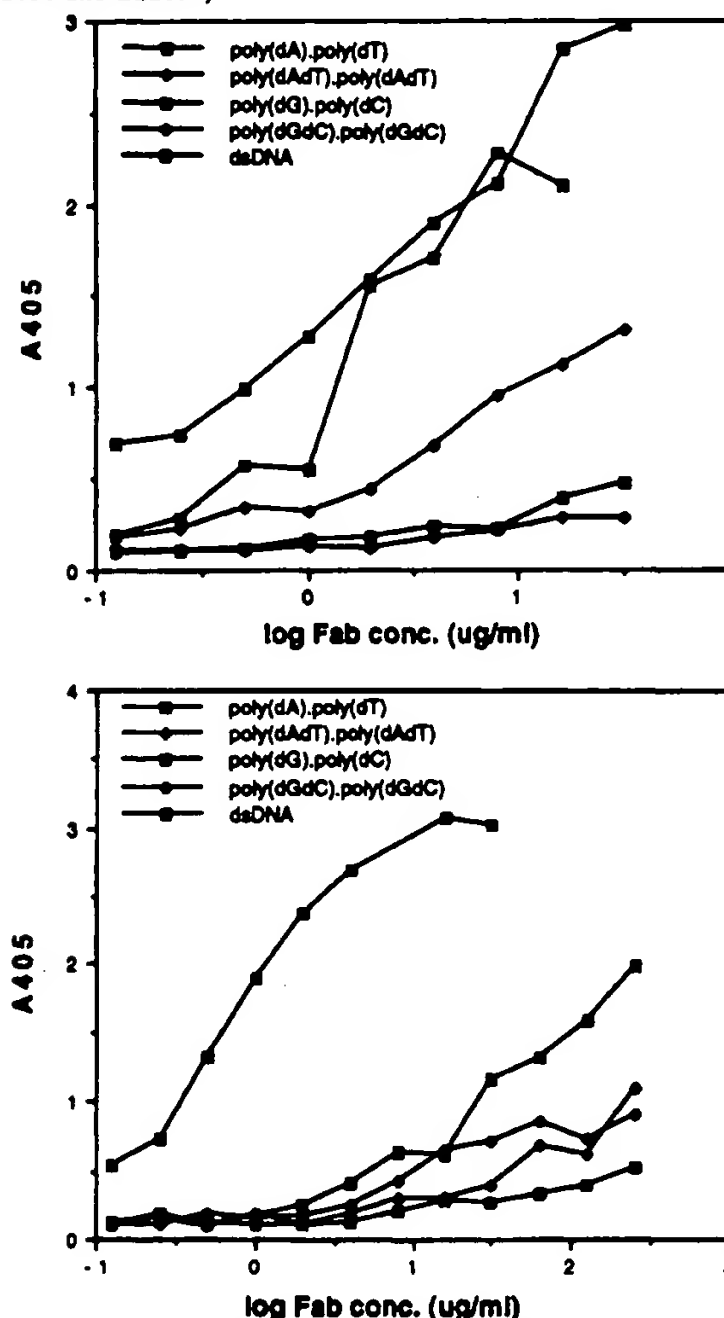 3
poly(dA).poly(dT)
poly(dAdT).poly(dAdT)
poly(dG).poly(dC)
poly(dGdC).poly(dGdC)
dsDNA
2
A405
1
0
-1 0 1
log Fab conc. (ug/ml)
4
poly(dA).poly(dT)
poly(dAdT).poly(dAdT)
poly(dG).poly(dC)
poly(dGdC).poly(dGdC)
dsDNA
3
A405
2
1
0
-1 0 1 2
log Fab conc. (ug/ml)